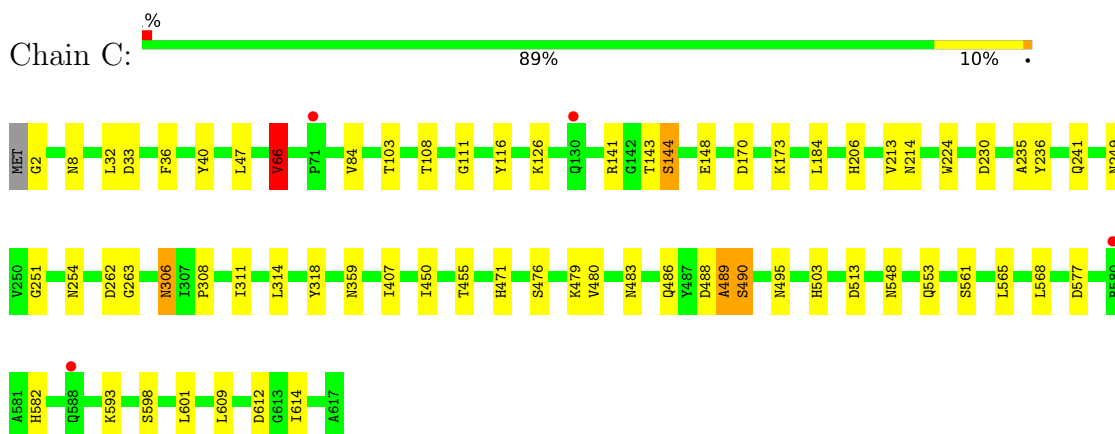 %
Chain C:
89% 10% •
MET G2 N8 L32 D33 F36 Y40 L47 V66 P71 V84 T103 T108 G111 Y116 K126 Q130 R141 G142 T143 S144 E148 D170 K173 L184 H206 V213 N214 W224 D230 A235 Y236 Q241 N249
V250 G251 N254 D262 G263 N306 I307 P308 I311 L314 Y318 N359 I407 I450 T455 H471 S476 K479 V480 N483 Q486 Y487 D488 A489 S490 N495 H503 D513 N548 Q553 S561 L565 L568 D577
A581 H582 Q588 K593 S598 L601 L609 D612 G613 I614 A617